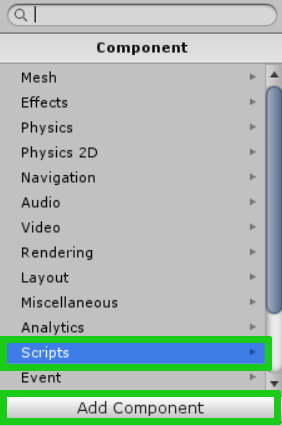 Component
Mesh
Effects
Physics
Physics 2D
Navigation
Audio
Video
Rendering
Layout
Miscellaneous
Analytics
Scripts
Event
Add Component